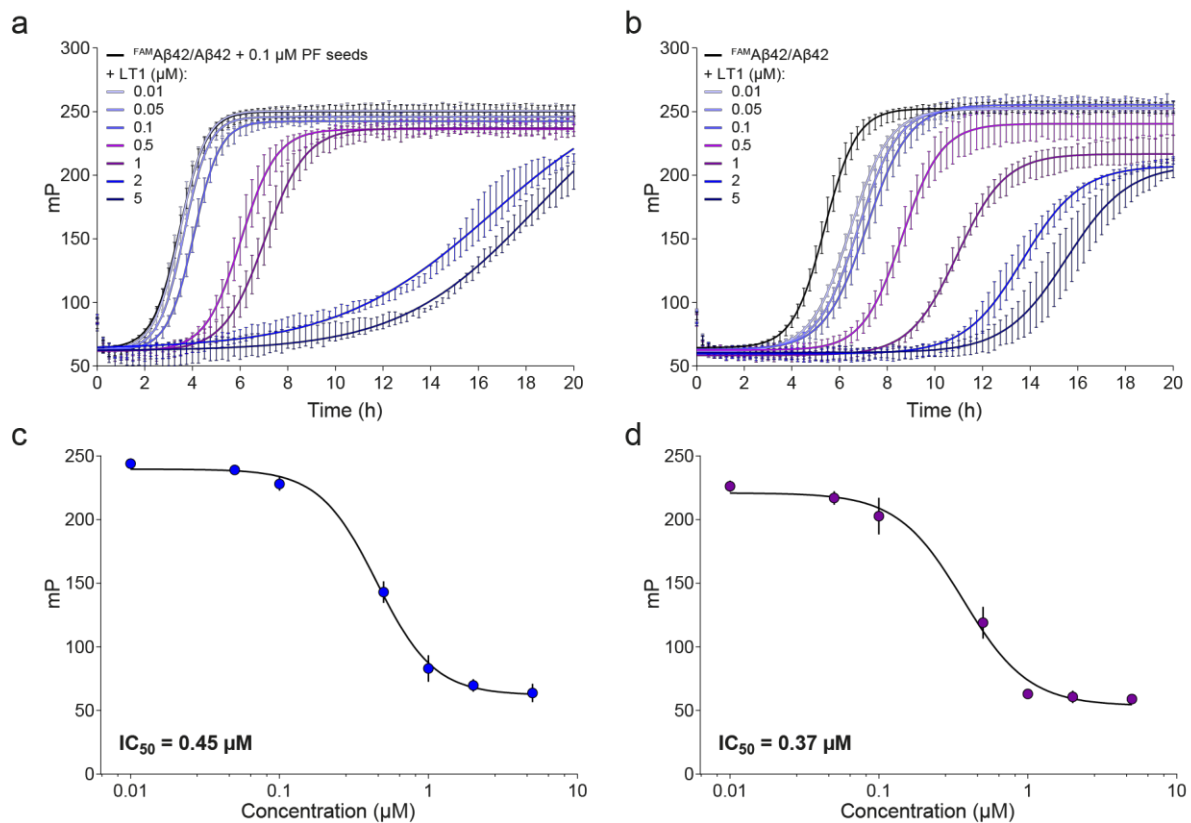 a
300
250
200
150
100
50
mP
0 2 4 6 8 10 12 14 16 18 20
Time (h)
FAMAβ42/Aβ42 + 0.1 µM PF seeds
+ LT1 (µM):
0.01
0.05
0.1
0.5
1
2
5
b
300
250
200
150
100
50
mP
0 2 4 6 8 10 12 14 16 18 20
Time (h)
FAMAβ42/Aβ42
+ LT1 (µM):
0.01
0.05
0.1
0.5
1
2
5
c
250
200
150
100
50
0
mP
IC50 = 0.45 µM
0.01 0.1 1 10
Concentration (µM)
d
250
200
150
100
50
0
mP
IC50 = 0.37 µM
0.01 0.1 1 10
Concentration (µM)